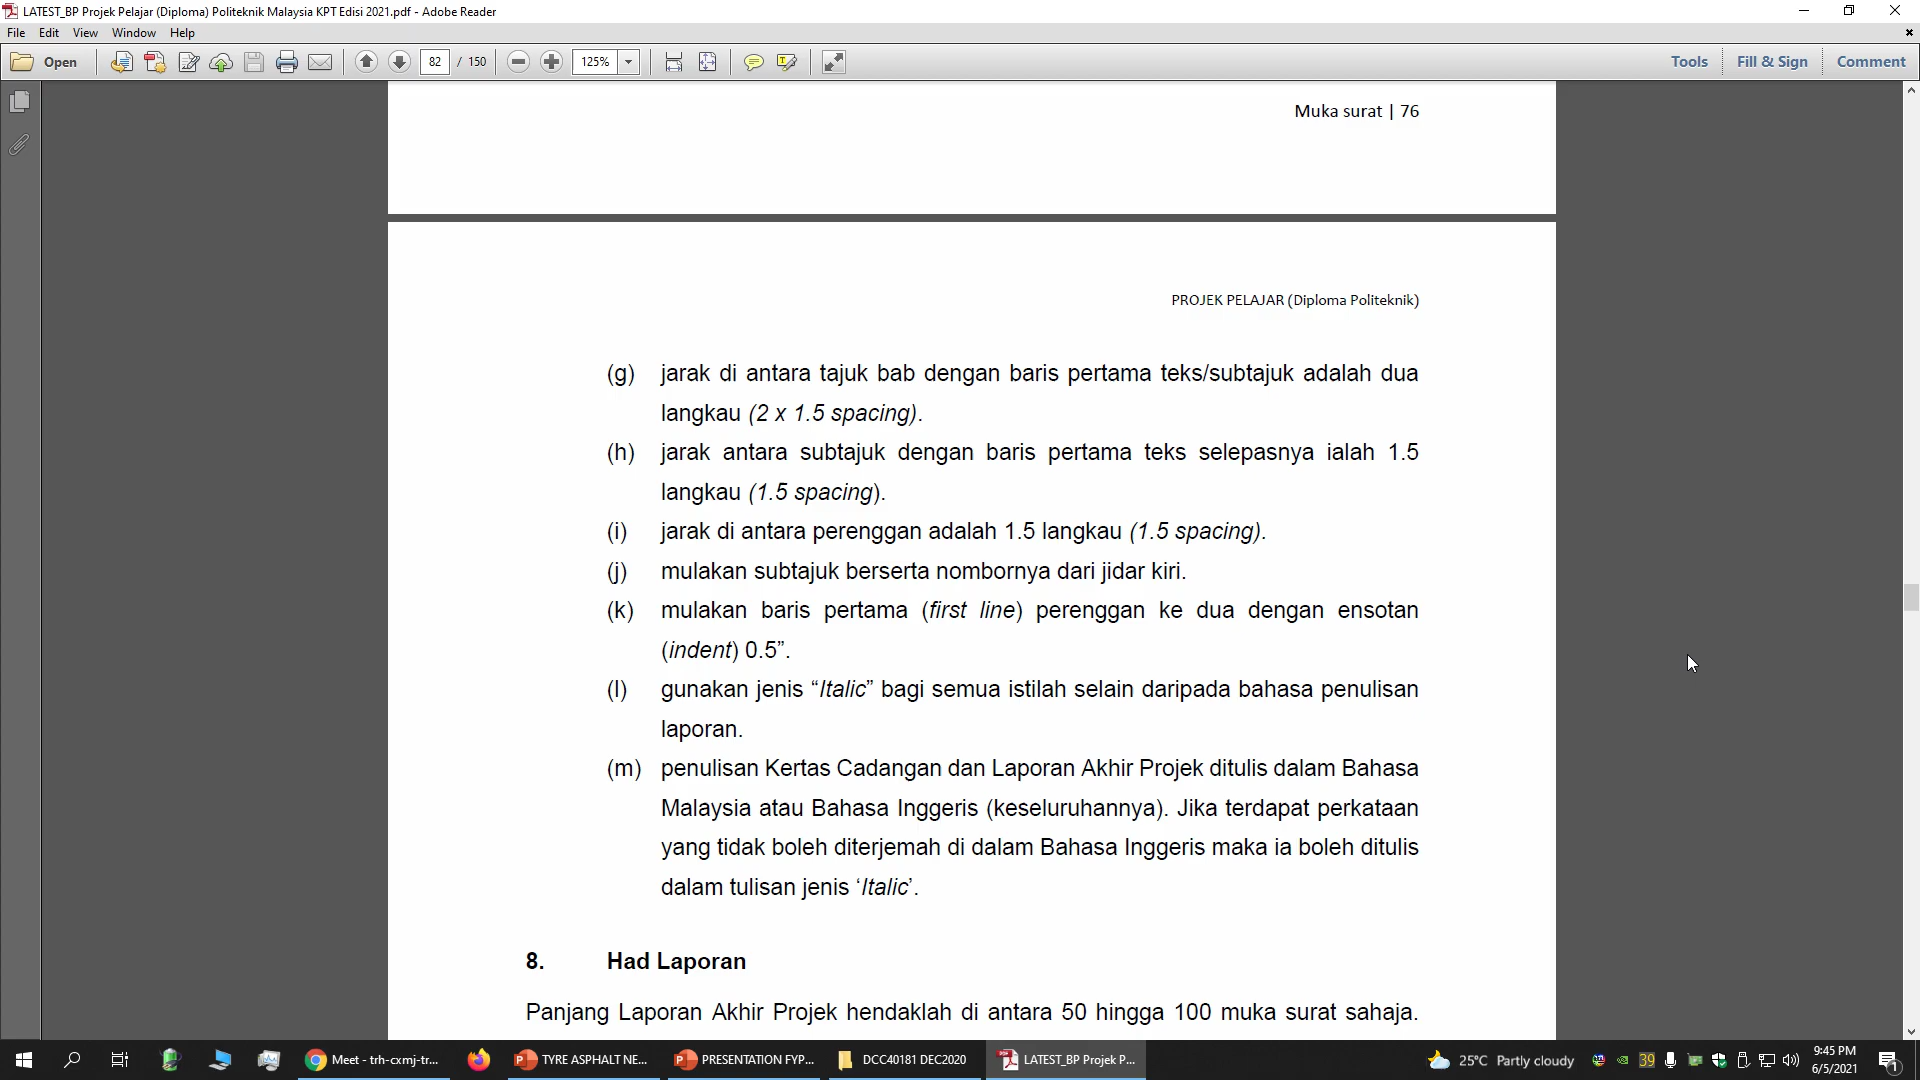 LATEST_BP Projek Pelajar (Diploma) Politeknik Malaysia KPT Edisi 2021.pdf - Adobe Reader
File Edit View Window Help
Open 82 / 150 125% Tools Fill & Sign Comment
Muka surat | 76
PROJEK PELAJAR (Diploma Politeknik)
(g) jarak di antara tajuk bab dengan baris pertama teks/subtajuk adalah dua
langkau (2 x 1.5 spacing).
(h) jarak antara subtajuk dengan baris pertama teks selepasnya ialah 1.5
langkau (1.5 spacing).
(i) jarak di antara perenggan adalah 1.5 langkau (1.5 spacing).
(j) mulakan subtajuk berserta nombornya dari jidar kiri.
(k) mulakan baris pertama (first line) perenggan ke dua dengan ensotan
(indent) 0.5”.
(l) gunakan jenis “Italic” bagi semua istilah selain daripada bahasa penulisan
laporan.
(m) penulisan Kertas Cadangan dan Laporan Akhir Projek ditulis dalam Bahasa
Malaysia atau Bahasa Inggeris (keseluruhannya). Jika terdapat perkataan
yang tidak boleh diterjemah di dalam Bahasa Inggeris maka ia boleh ditulis
dalam tulisan jenis ‘Italic’.
8. Had Laporan
Panjang Laporan Akhir Projek hendaklah di antara 50 hingga 100 muka surat sahaja.
Meet - trh-cxmj-tr... TYRE ASPHALT NE... PRESENTATION FYP... DCC40181 DEC2020 LATEST_BP Projek P... 25°C Partly cloudy 39 9:45 PM
6/5/2021 1